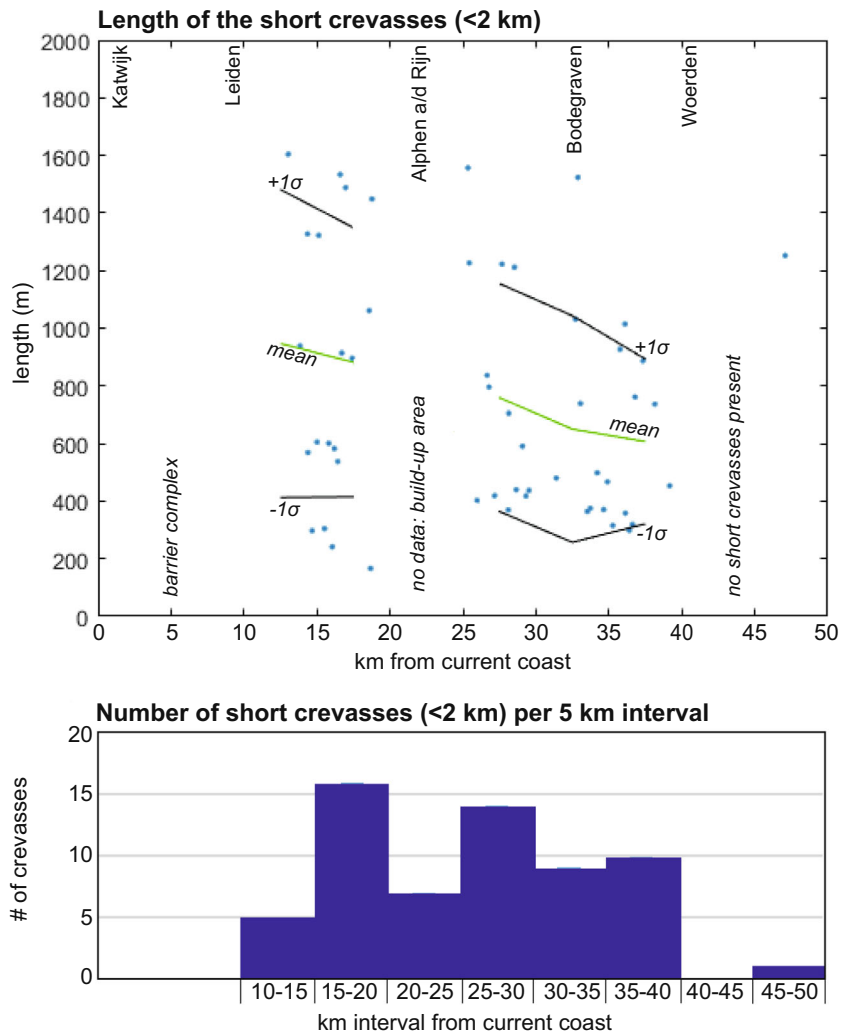 Length of the short crevasses (<2 km)
2000
1800
1600
1400
1200
1000
800
600
400
200
0
length (m)
Katwijk
Leiden
Alphen a/d Rijn
Bodegraven
Woerden
+1σ
mean
-1σ
+1σ
mean
-1σ
barrier complex
no data: build-up area
no short crevasses present
0 5 10 15 20 25 30 35 40 45 50
km from current coast
Number of short crevasses (<2 km) per 5 km interval
20
15
10
5
0
# of crevasses
10-15 15-20 20-25 25-30 30-35 35-40 40-45 45-50
km interval from current coast